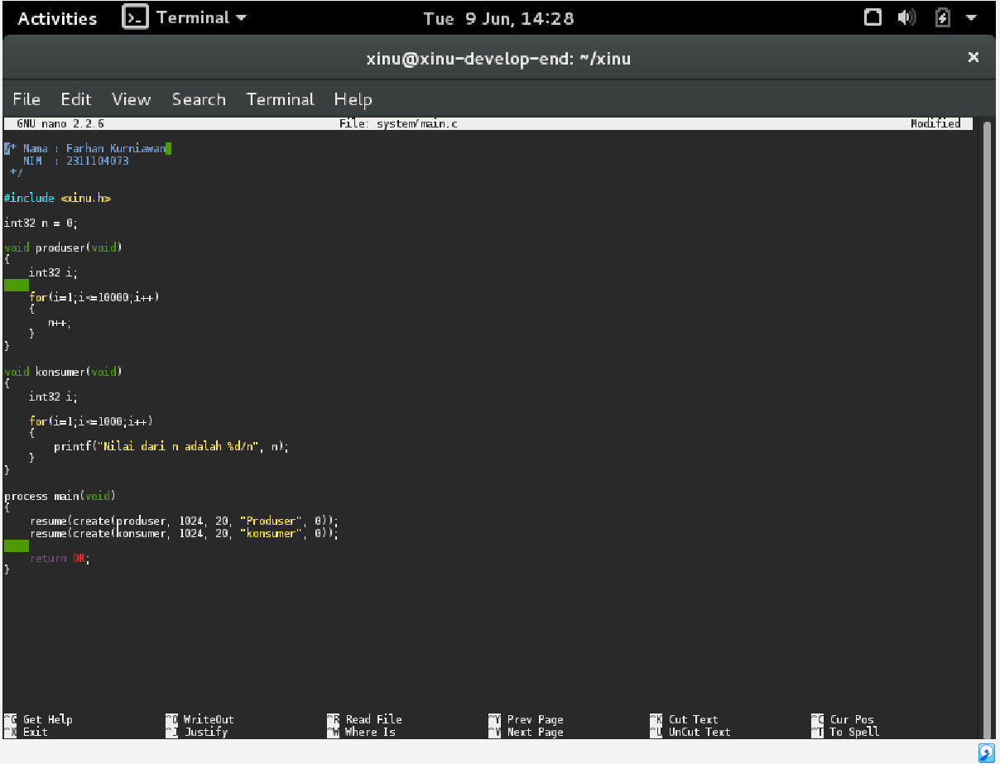 Activities Terminal Tue 9 Jun, 14:28
xinu@xinu-develop-end: ~/xinu ×
File Edit View Search Terminal Help
GNU nano 2.2.6 File: system/main.c Modified
/* Nama : Farhan Kurniawan
NIM : 2311104073
*/
#include <xinu.h>
int32 n = 0;
void produser(void)
{
int32 i;
for(i=1;i<=10000;i++)
{
n++;
}
}
void konsumer(void)
{
int32 i;
for(i=1;i<=1000;i++)
{
printf("Nilai dari n adalah %d/n", n);
}
}
process main(void)
{
resume(create(produser, 1024, 20, "Produser", 0));
resume(create(konsumer, 1024, 20, "konsumer", 0));
return OK;
}
^G Get Help ^O WriteOut ^R Read File ^Y Prev Page ^K Cut Text ^C Cur Pos
^X Exit ^J Justify ^W Where Is ^V Next Page ^U UnCut Text ^T To Spell